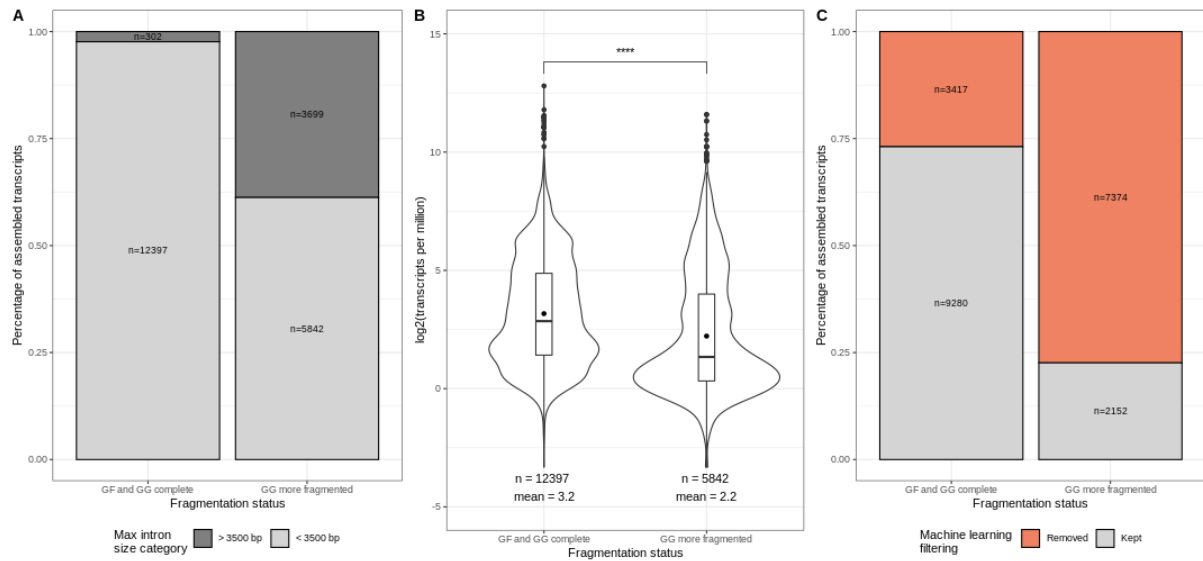 A
Percentage of assembled transcripts
1.00
0.75
0.50
0.25
0.00
n=302
n=12397
n=3699
n=5842
GF and GG complete
GG more fragmented
Fragmentation status
Max intron
size category
> 3500 bp
< 3500 bp
B
log2(transcripts per million)
15
10
5
0
-5
****
n = 12397
mean = 3.2
n = 5842
mean = 2.2
GF and GG complete
GG more fragmented
Fragmentation status
C
Percentage of assembled transcripts
1.00
0.75
0.50
0.25
0.00
n=3417
n=9280
n=7374
n=2152
GF and GG complete
GG more fragmented
Fragmentation status
Machine learning
filtering
Removed
Kept